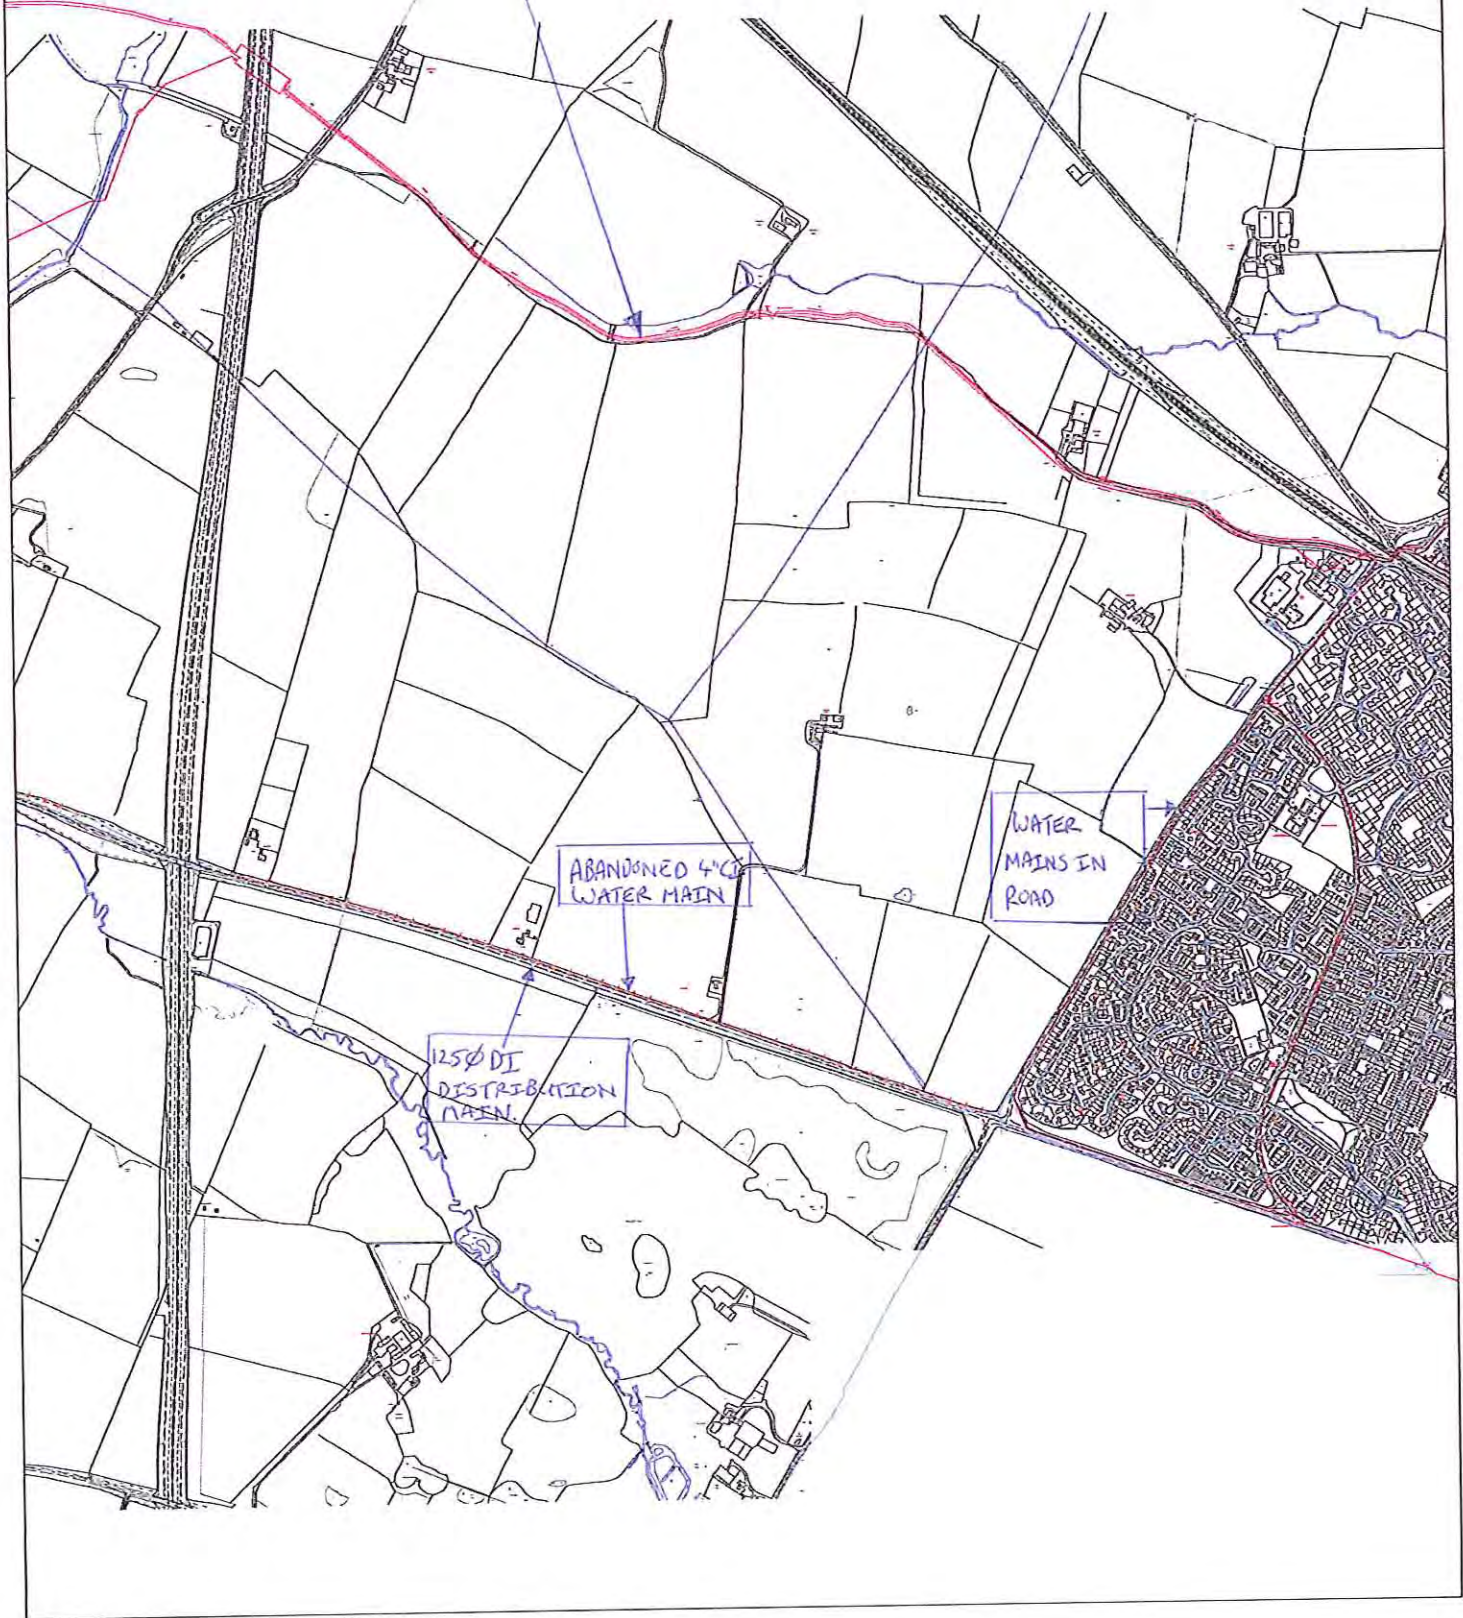 WATER
MAINS IN
ROAD
ABANDONED 4"CI
WATER MAIN
125Ø DI
DISTRIBUTION
MAIN.